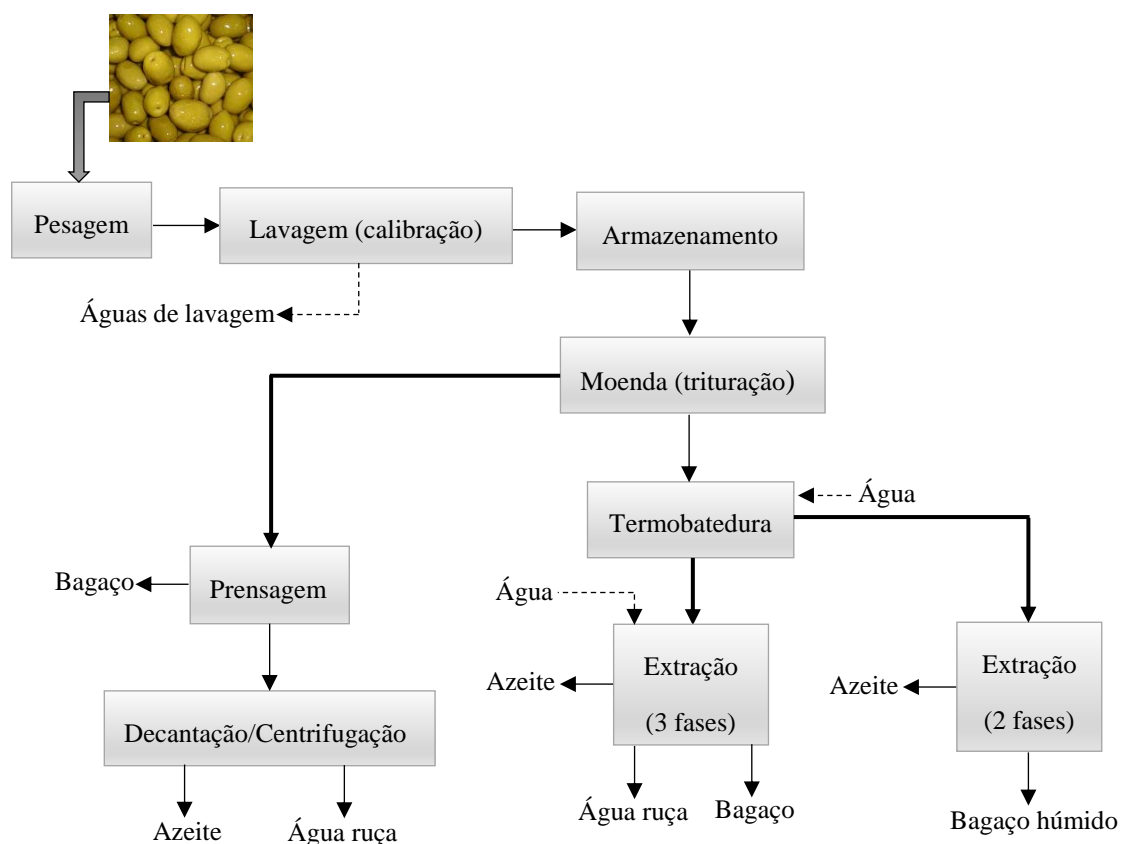 Pesagem
Lavagem (calibração)
Armazenamento
Águas de lavagem
Moenda (trituração)
Termobatedura
Água
Bagaço
Prensagem
Água
Extração
(3 fases)
Azeite
Extração
(2 fases)
Azeite
Decantação/Centrifugação
Azeite
Água ruça
Água ruça
Bagaço
Bagaço húmido